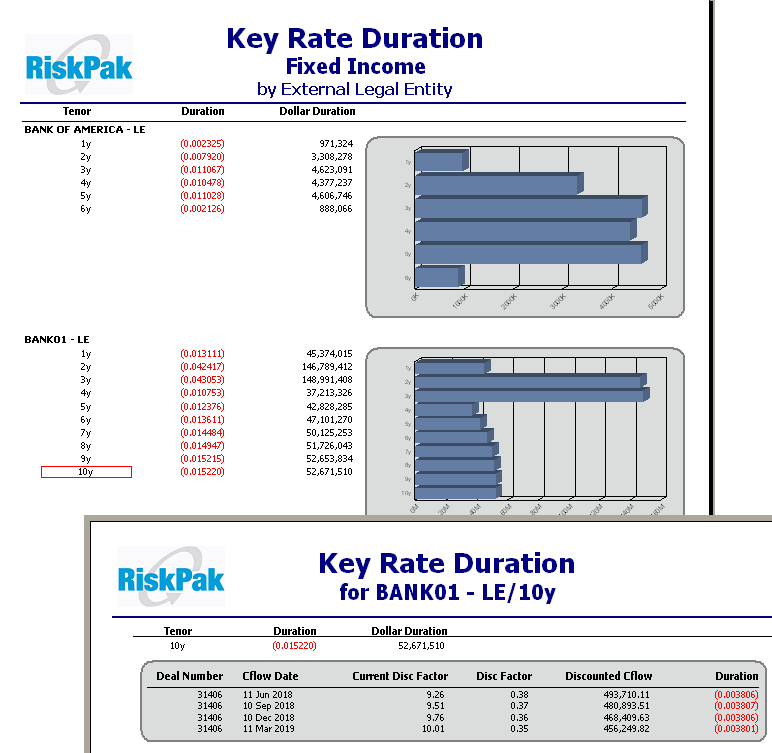 RiskPak
Key Rate Duration
Fixed Income
by External Legal Entity
Tenor Duration Dollar Duration
BANK OF AMERICA - LE
1y (0.002325) 971,324
2y (0.007920) 3,308,278
3y (0.011067) 4,623,091
4y (0.010478) 4,377,237
5y (0.011028) 4,606,746
6y (0.002126) 888,066
1y
2y
3y
4y
5y
6y
0K 1000K 2000K 3000K 4000K 5000K
BANK01 - LE
1y (0.013111) 45,374,015
2y (0.042417) 146,789,412
3y (0.043053) 148,991,408
4y (0.010753) 37,213,326
5y (0.012376) 42,828,285
6y (0.013611) 47,101,270
7y (0.014484) 50,125,253
8y (0.014947) 51,726,043
9y (0.015215) 52,653,834
10y (0.015220) 52,671,510
1y
2y
3y
4y
5y
6y
7y
8y
9y
10y
0M 20M 40M 60M 80M 100M 120M 140M 160M
RiskPak
Key Rate Duration
for BANK01 - LE/10y
Tenor Duration Dollar Duration
10y (0.015220) 52,671,510
Deal Number Cflow Date Current Disc Factor Disc Factor Discounted Cflow Duration
31406 11 Jun 2018 9.26 0.38 493,710.11 (0.003806)
31406 10 Sep 2018 9.51 0.37 480,893.51 (0.003807)
31406 10 Dec 2018 9.76 0.36 468,409.63 (0.003806)
31406 11 Mar 2019 10.01 0.35 456,249.82 (0.003801)